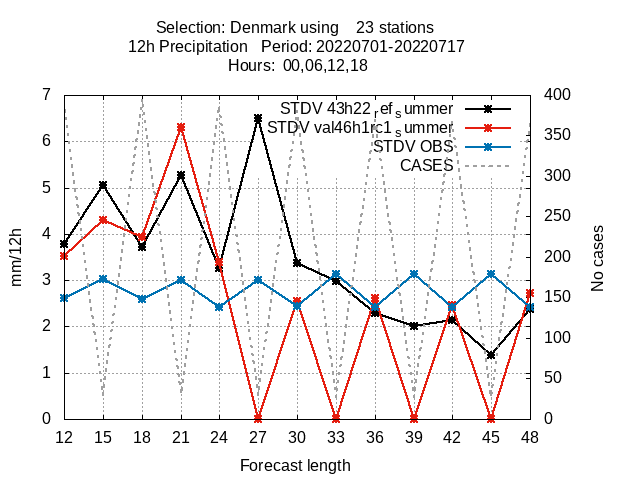 Selection: Denmark using    23 stations
12h Precipitation   Period: 20220701-20220717
Hours:  00,06,12,18
STDV 43h22_ref_summer
STDV val46h1rc1_summer
STDV OBS
CASES
7
6
5
4
3
2
1
0
400
350
300
250
200
150
100
50
0
mm/12h
No cases
12 15 18 21 24 27 30 33 36 39 42 45 48
Forecast length